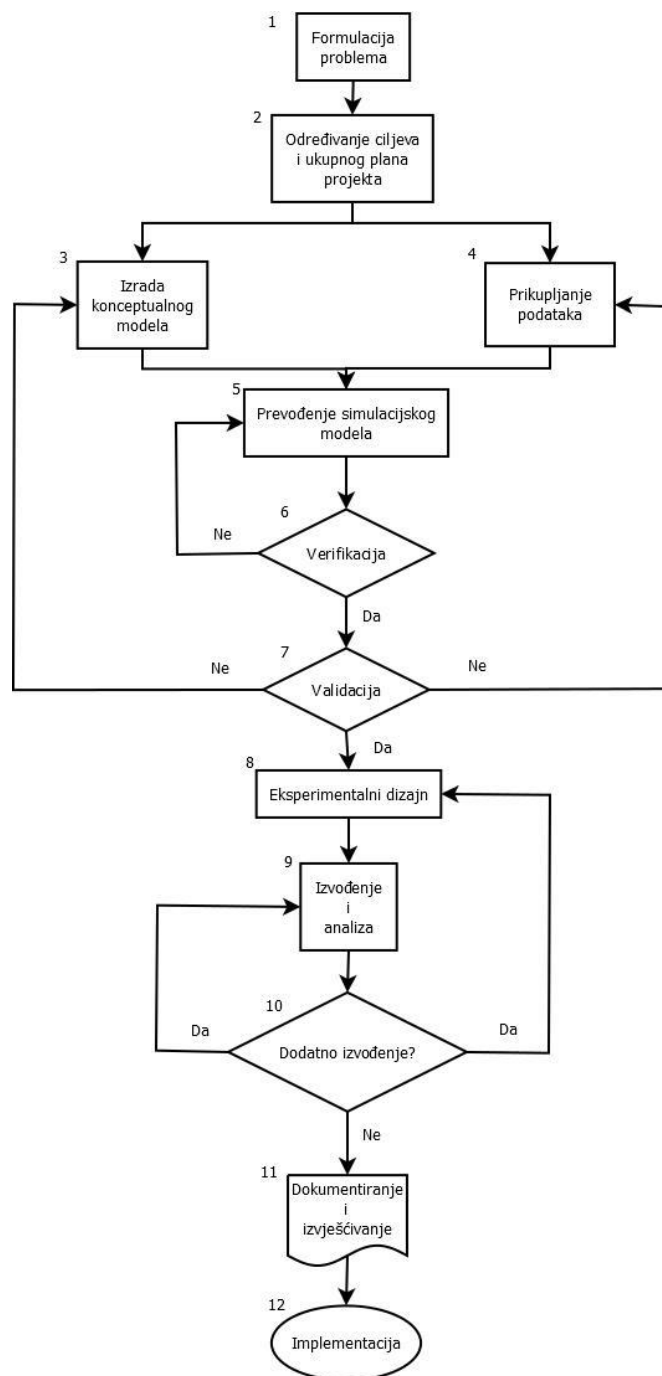 1
Formulacija
problema
2
Određivanje ciljeva
i ukupnog plana
projekta
3
Izrada
konceptualnog
modela
4
Prikupljanje
podataka
5
Prevođenje simulacijskog
modela
6
Ne
Verifikacija
Da
7
Ne
Validacija
Ne
Da
8
Eksperimentalni dizajn
9
Izvođenje
i
analiza
10
Da
Dodatno izvođenje?
Da
Ne
11
Dokumentiranje
i
izvješćivanje
12
Implementacija